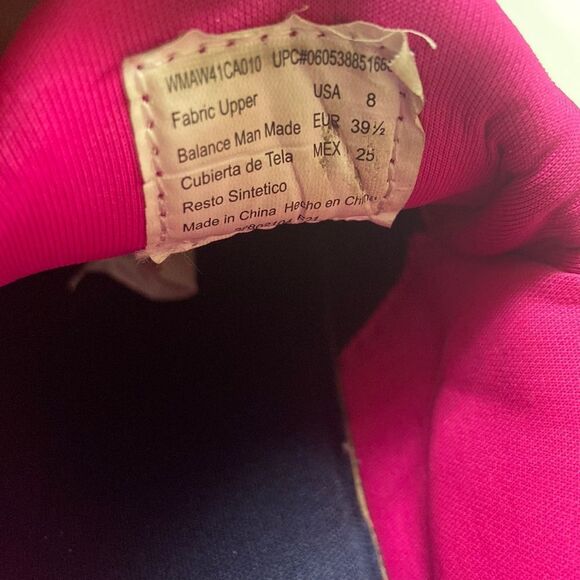 WMAW41CA010 UPC#06053885166
Fabric Upper USA 8
Balance Man Made EUR 39½
Cubierta de Tela MEX 25
Resto Sintetico
Made in China Hecho en China